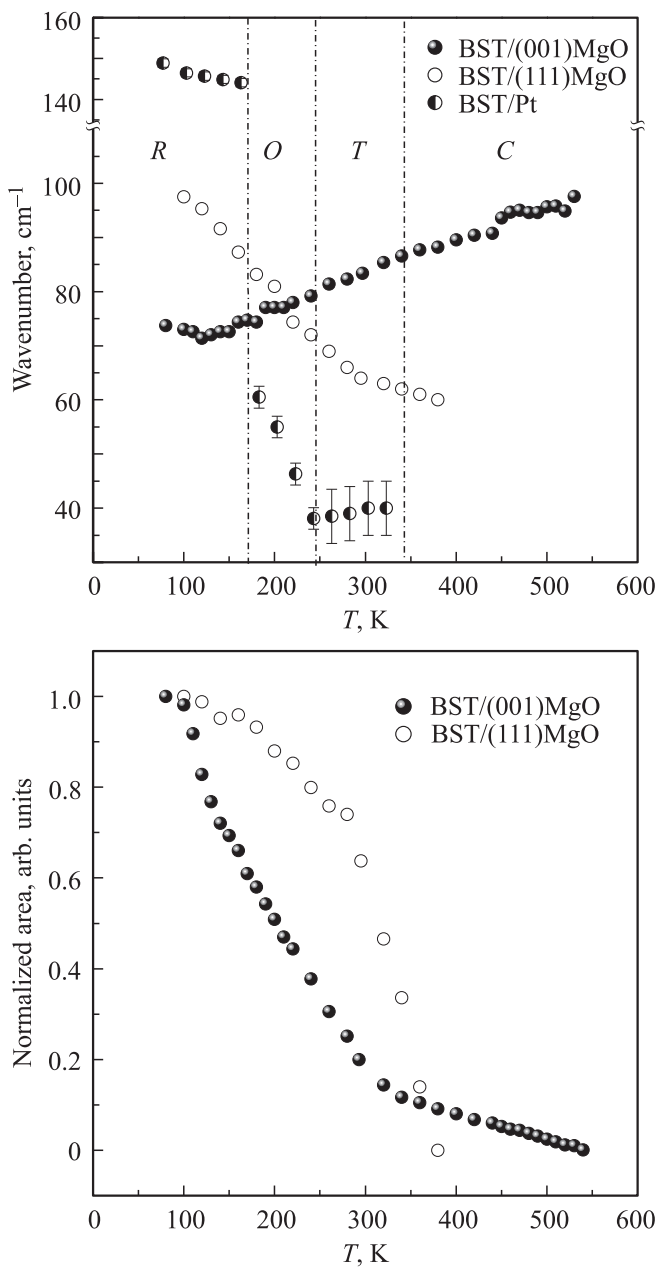 160
140
100
80
60
40
Wavenumber, cm–1
BST/(001)MgO
BST/(111)MgO
BST/Pt
R O T C
0 100 200 300 400 500 600
T, K
1.0
0.8
0.6
0.4
0.2
0
Normalized area, arb. units
BST/(001)MgO
BST/(111)MgO
0 100 200 300 400 500 600
T, K